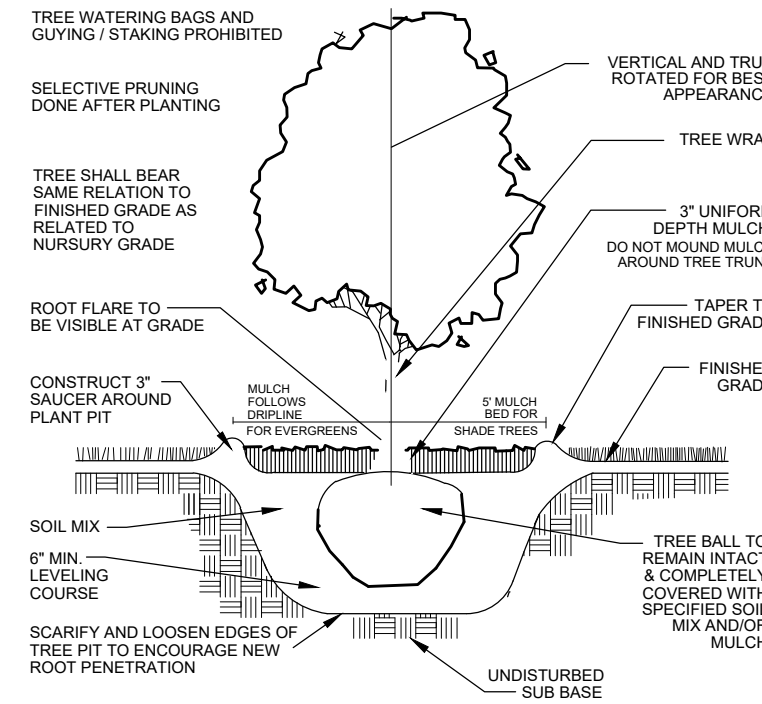 TREE WATERING BAGS AND
GUYING / STAKING PROHIBITED
SELECTIVE PRUNING
DONE AFTER PLANTING
TREE SHALL BEAR
SAME RELATION TO
FINISHED GRADE AS
RELATED TO
NURSURY GRADE
ROOT FLARE TO
BE VISIBLE AT GRADE
CONSTRUCT 3"
SAUCER AROUND
PLANT PIT
MULCH
FOLLOWS
DRIPLINE
FOR EVERGREENS
5' MULCH
BED FOR
SHADE TREES
SOIL MIX
6" MIN.
LEVELING
COURSE
SCARIFY AND LOOSEN EDGES OF
TREE PIT TO ENCOURAGE NEW
ROOT PENETRATION
VERTICAL AND TRU
ROTATED FOR BES
APPEARANC
TREE WRA
3" UNIFOR
DEPTH MULCH
DO NOT MOUND MULC
AROUND TREE TRUN
TAPER T
FINISHED GRAD
FINISHE
GRAD
TREE BALL TO
REMAIN INTACT
& COMPLETELY
COVERED WITH
SPECIFIED SOIL
MIX AND/OF
MULCH
UNDISTURBED
SUB BASE